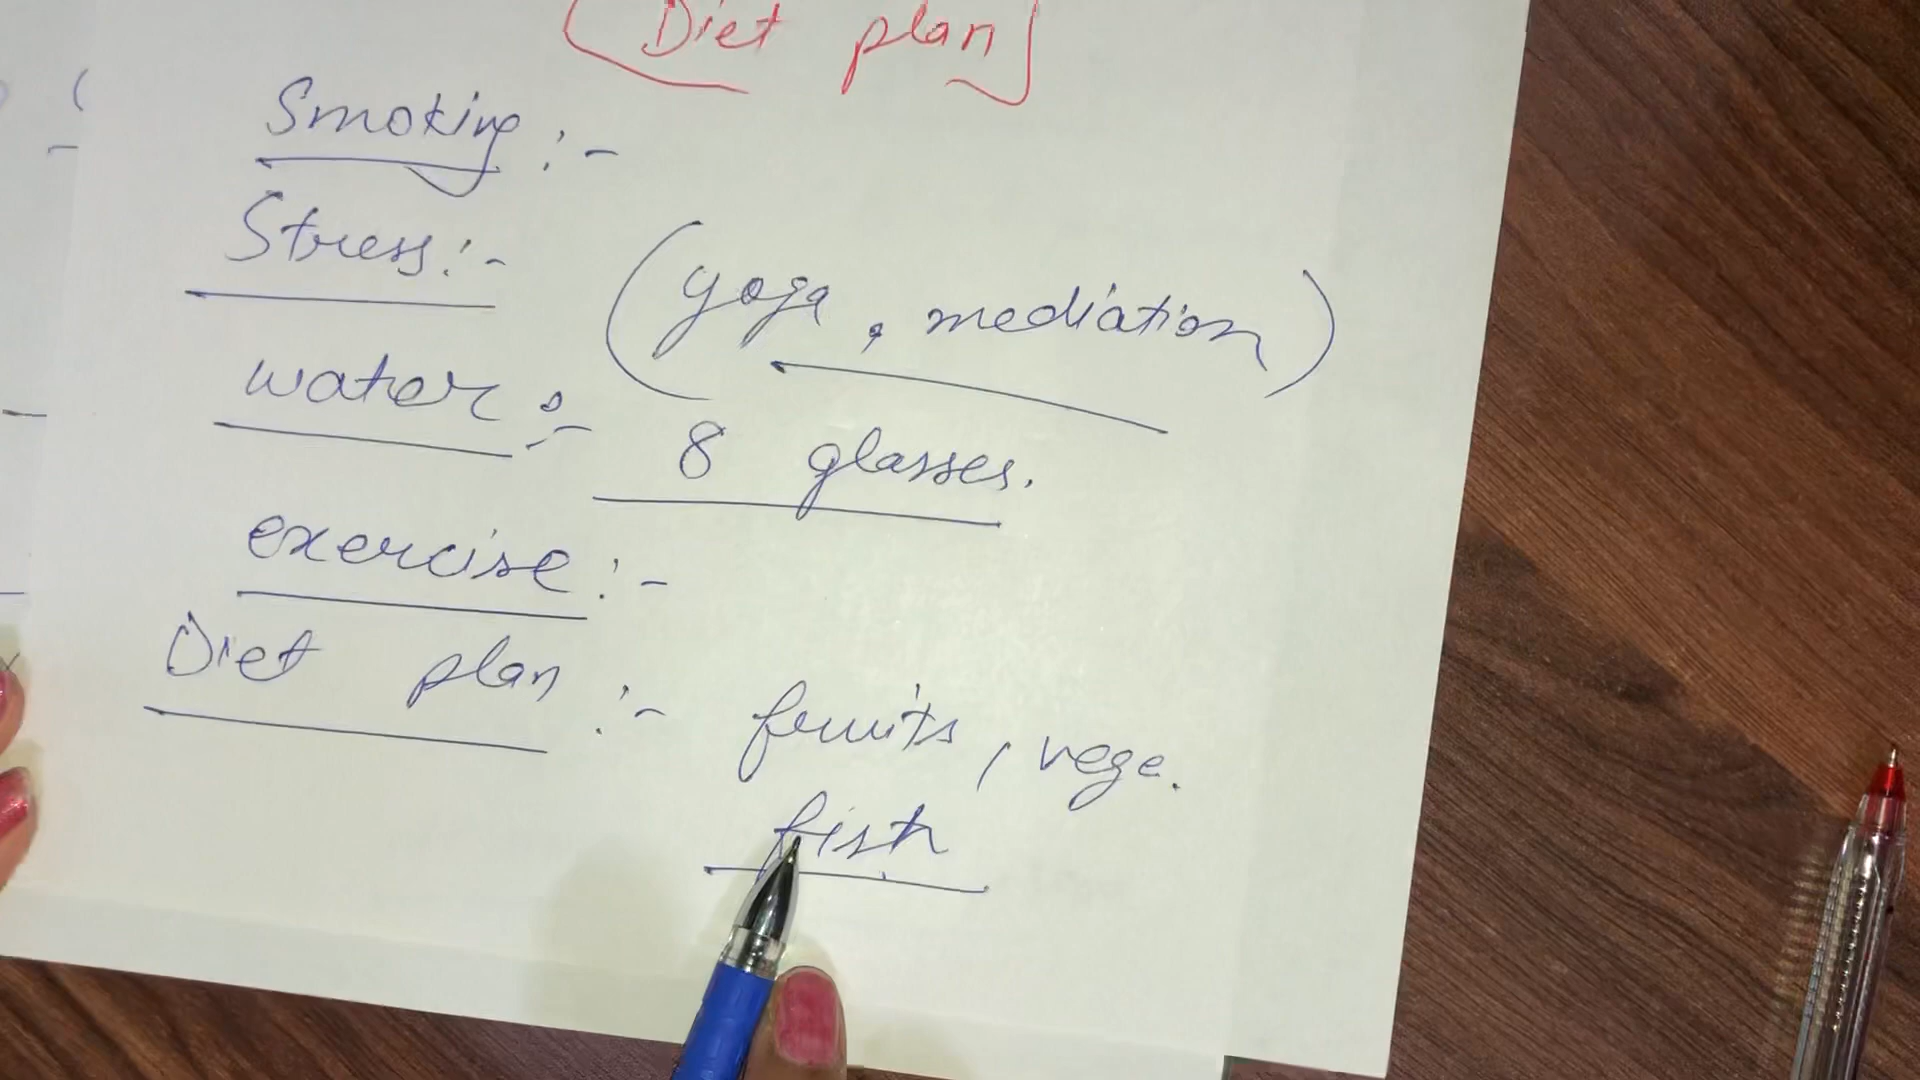 [Diet plan]
Smoking :-
Stress :-
(yoga, mediation)
water :- 8 glasses.
exercise :-
Diet plan :- fruits, vege.
fish